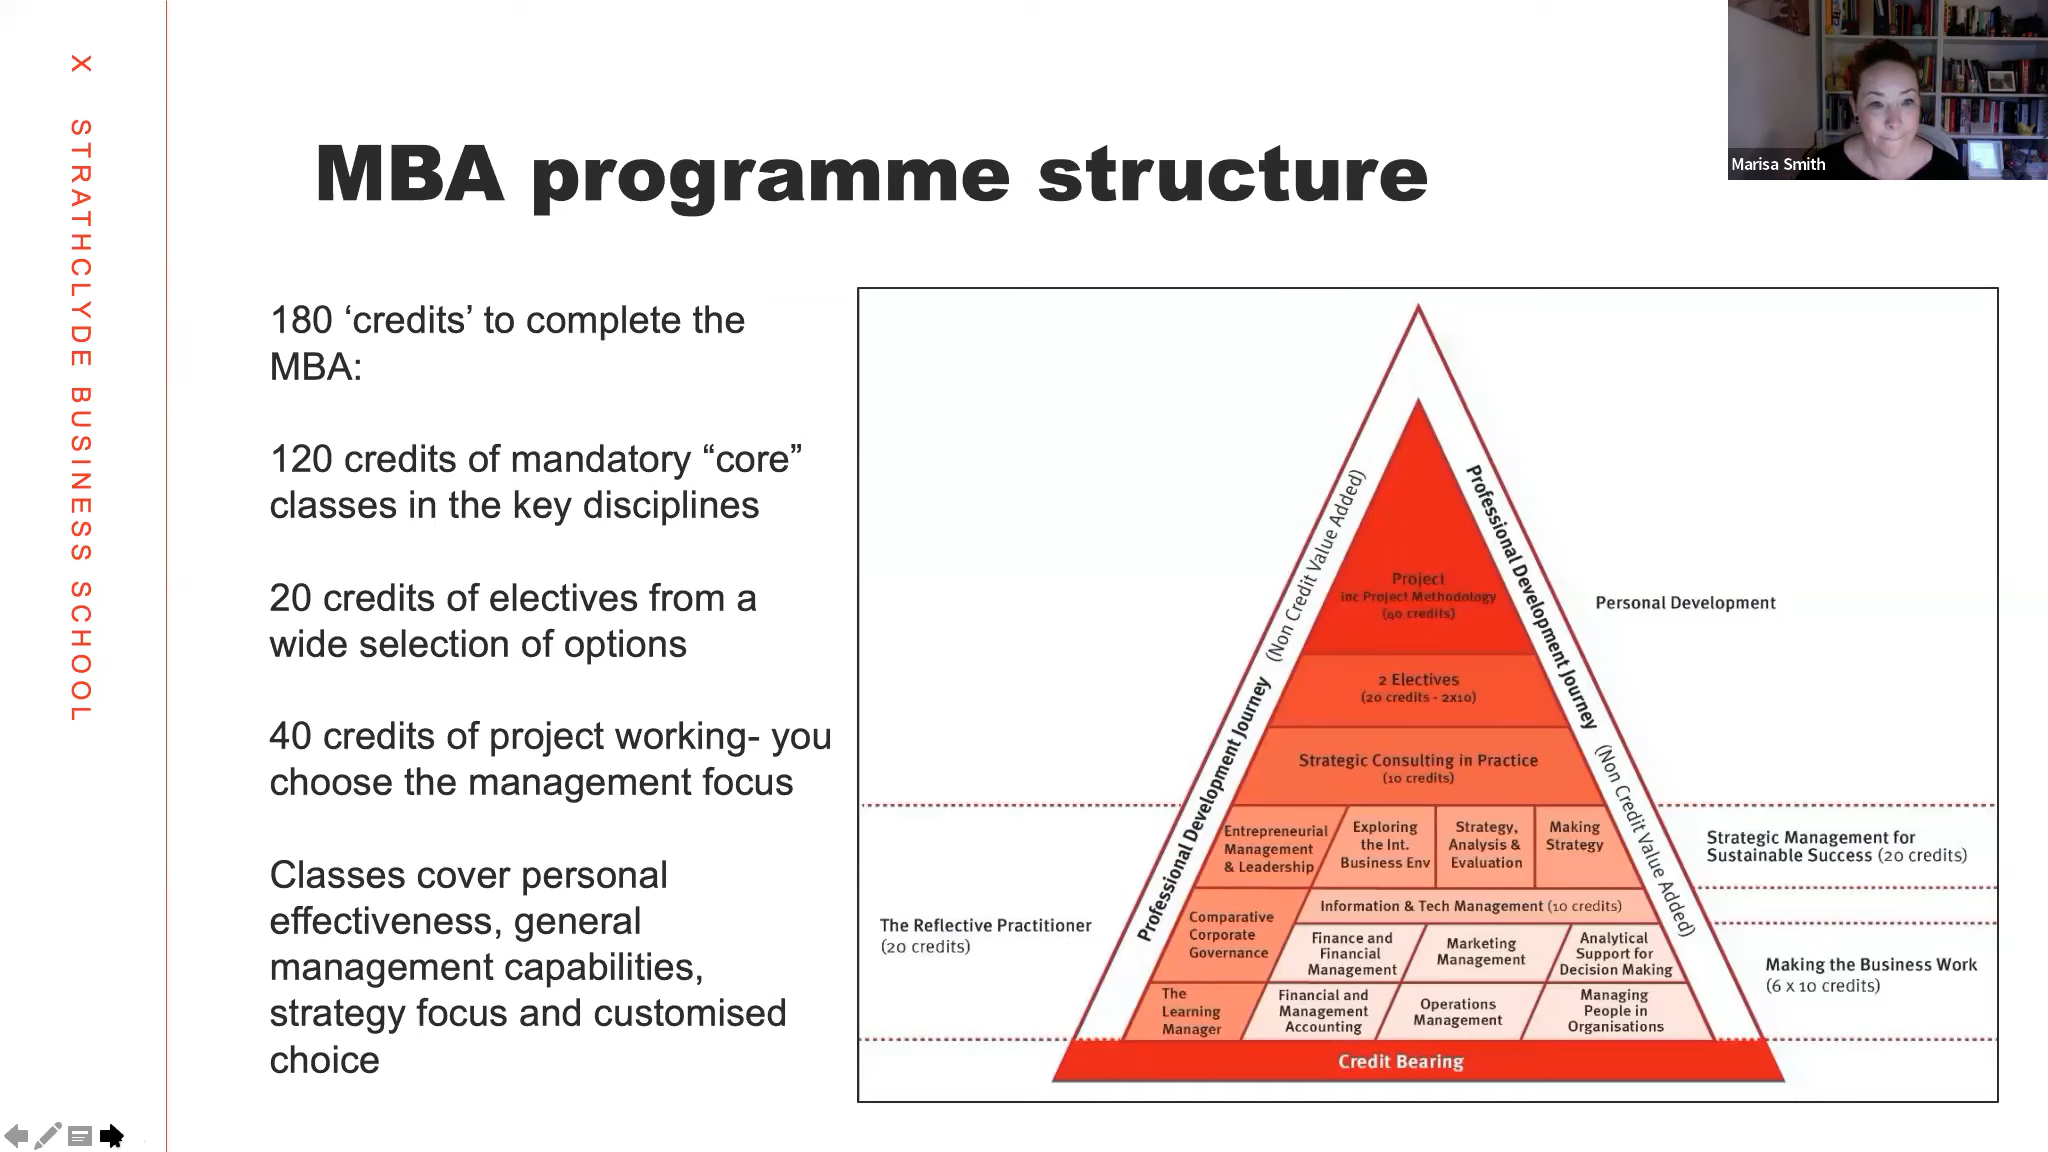 X STRATHCLYDE BUSINESS SCHOOL
MBA programme structure
Marisa Smith
180 ‘credits’ to complete the
MBA:
120 credits of mandatory “core”
classes in the key disciplines
20 credits of electives from a
wide selection of options
40 credits of project working- you
choose the management focus
Classes cover personal
effectiveness, general
management capabilities,
strategy focus and customised
choice
Professional Development Journey (Non Credit Value Added)
Professional Development Journey (Non Credit Value Added)
Project
inc Project Methodology
(40 credits)
Personal Development
2 Electives
(20 credits - 2x10)
Strategic Consulting in Practice
(10 credits)
Entrepreneurial
Management
& Leadership
Exploring
the Int.
Business Env
Strategy,
Analysis &
Evaluation
Making
Strategy
Strategic Management for
Sustainable Success (20 credits)
The Reflective Practitioner
(20 credits)
Comparative
Corporate
Governance
Information & Tech Management (10 credits)
Finance and
Financial
Management
Marketing
Management
Analytical
Support for
Decision Making
Making the Business Work
(6 x 10 credits)
The
Learning
Manager
Financial and
Management
Accounting
Operations
Management
Managing
People in
Organisations
Credit Bearing